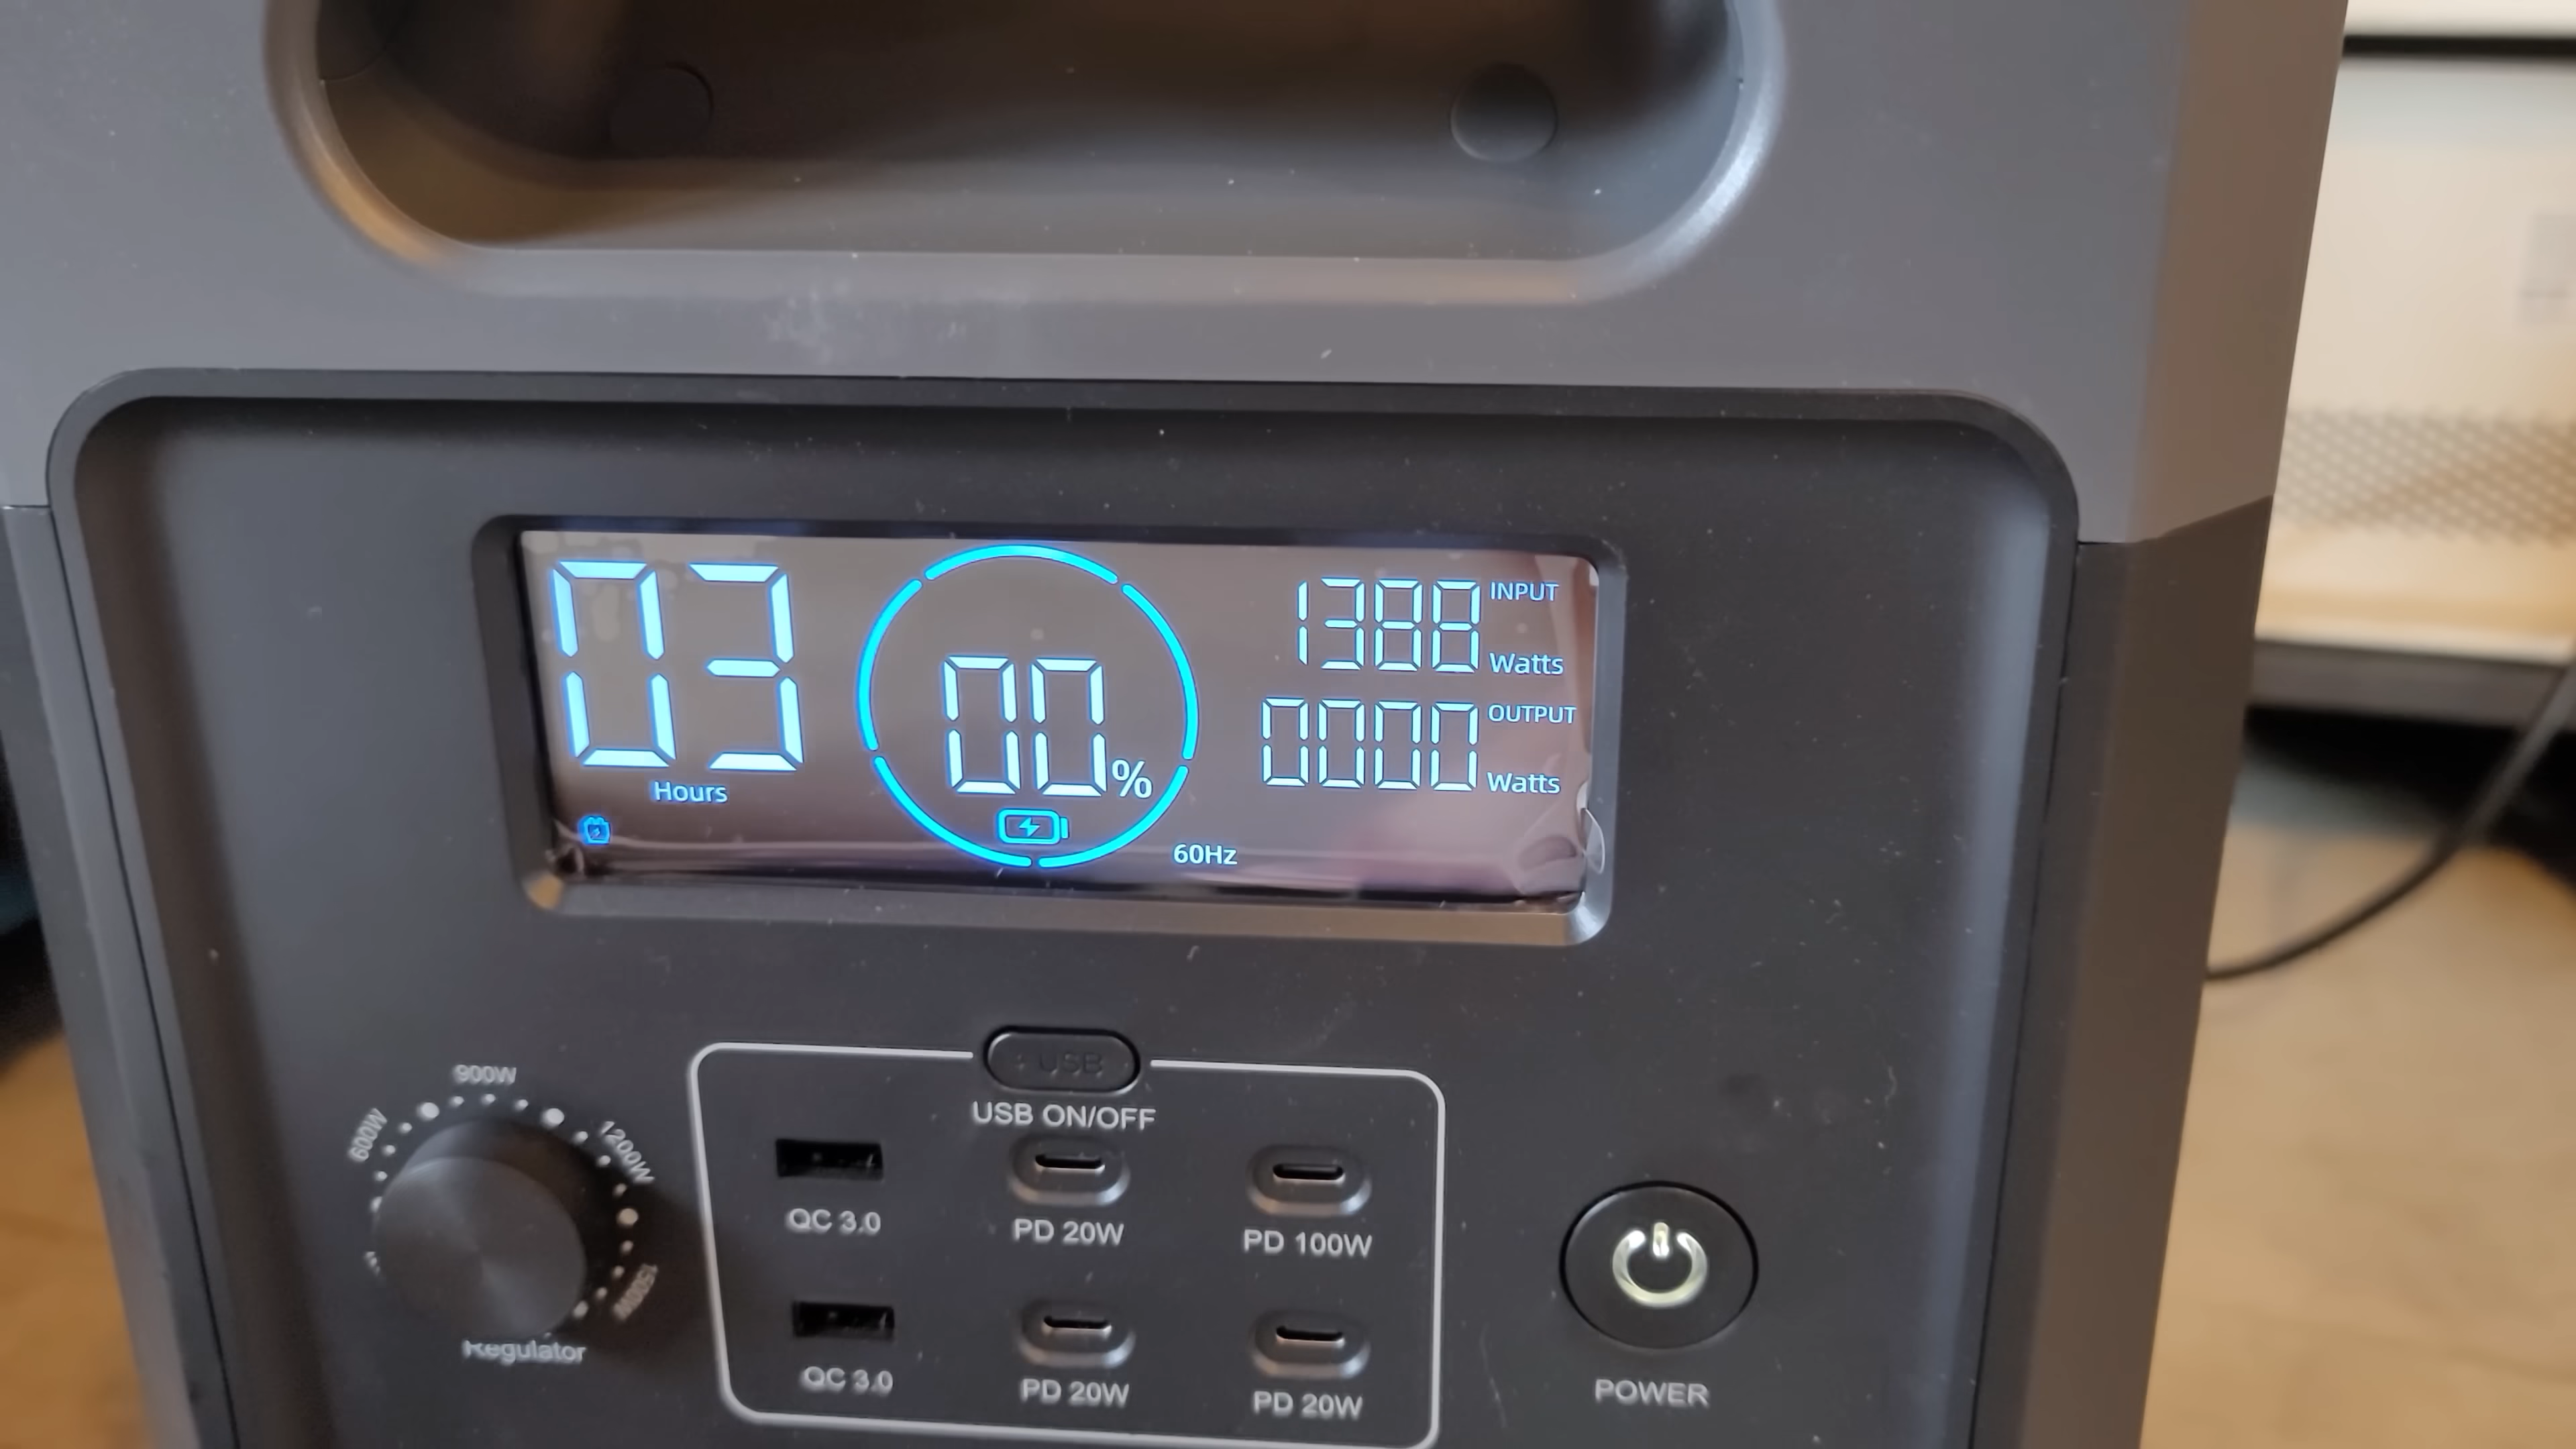 03
Hours
00%
1388 INPUT
Watts
0000 OUTPUT
Watts
60Hz
USB
USB ON/OFF
600W
900W
1200W
1500W
Regulator
QC 3.0
PD 20W
PD 100W
QC 3.0
PD 20W
PD 20W
POWER